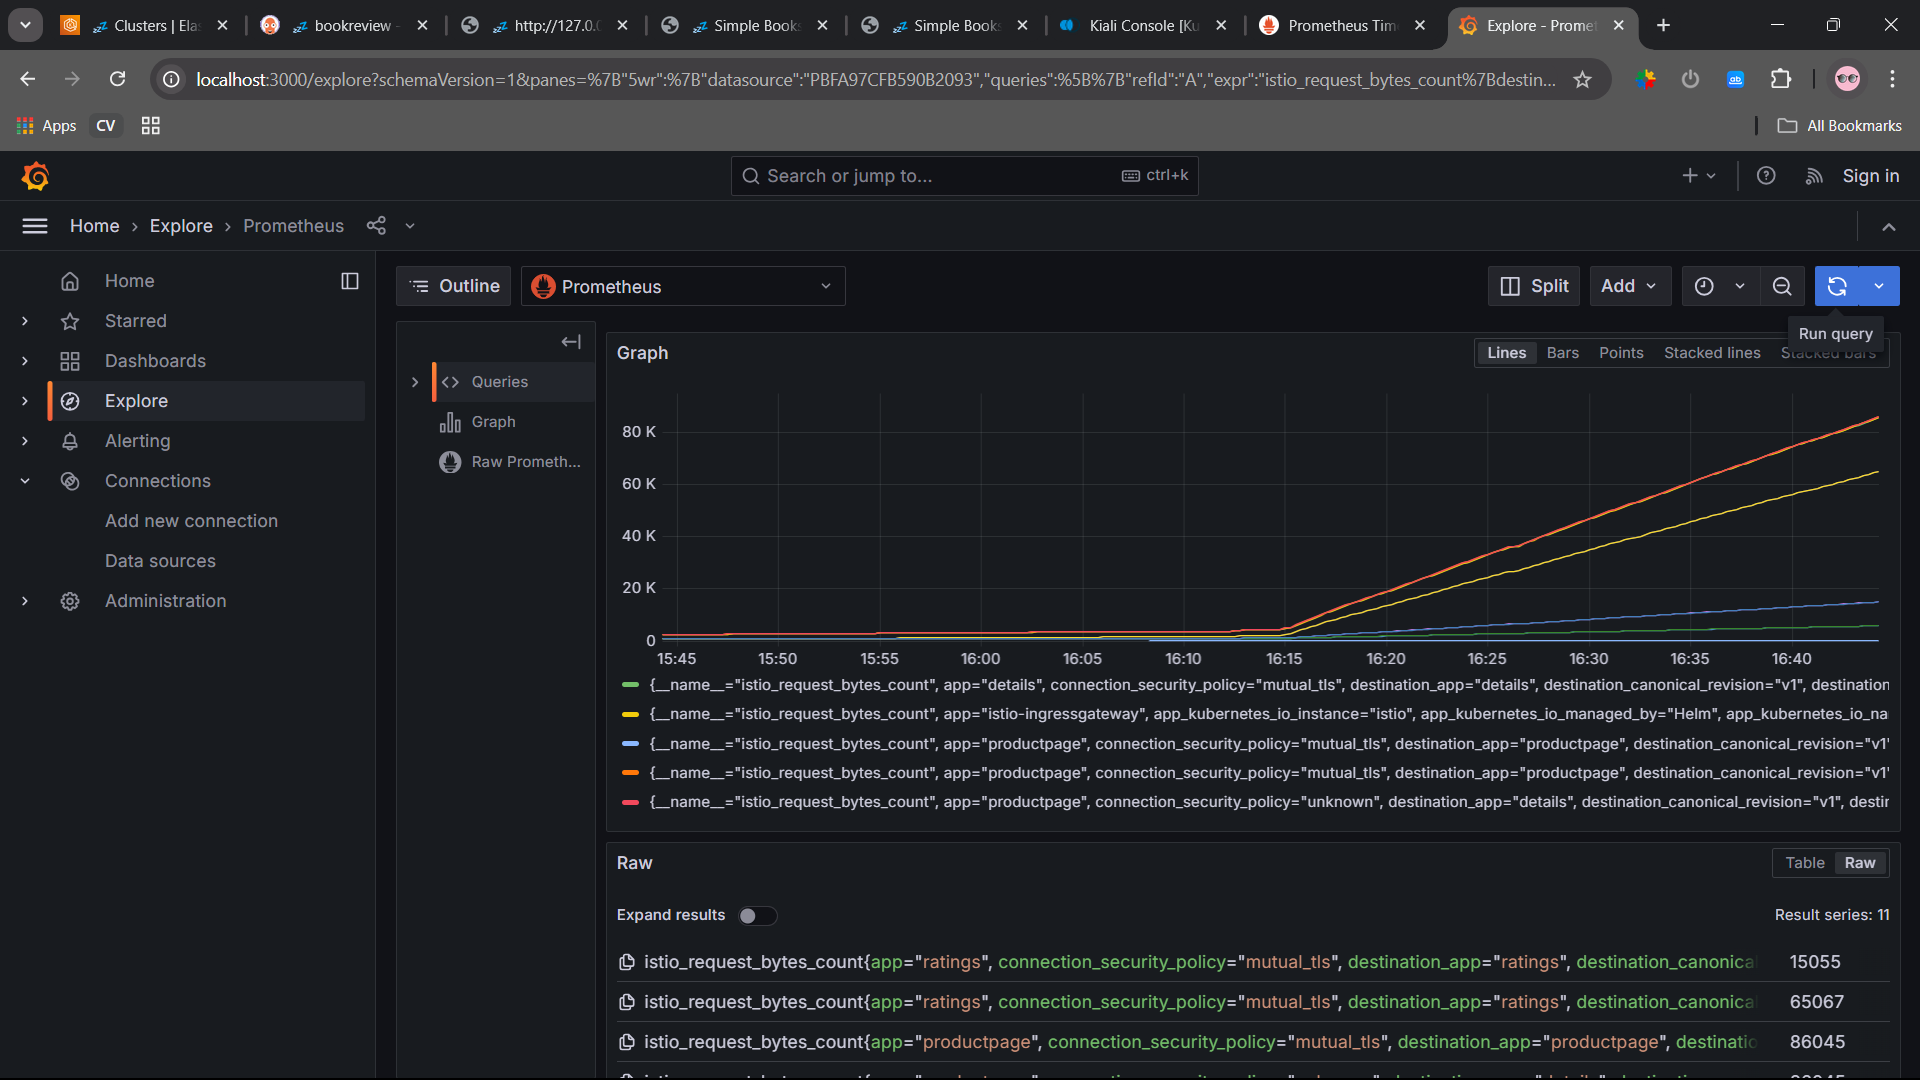 Clusters | Elas
bookreview -
http://127.0.0
Simple Books
Simple Books
Kiali Console [Ku
Prometheus Tim
Explore - Promet
localhost:3000/explore?schemaVersion=1&panes=%7B"5wr":%7B"datasource":"PBFA97CFB590B2093","queries":%5B%7B"refId":"A","expr":"istio_request_bytes_count%7Bdestin...
Apps
CV
All Bookmarks
Search or jump to...
ctrl+k
Sign in
Home › Explore › Prometheus
Home
Starred
Dashboards
Explore
Alerting
Connections
Add new connection
Data sources
Administration
Outline
Prometheus
Split
Add
Run query
Queries
Graph
Raw Prometh...
Graph
Lines Bars Points Stacked lines Stacked bars
80 K
60 K
40 K
20 K
0
15:45 15:50 15:55 16:00 16:05 16:10 16:15 16:20 16:25 16:30 16:35 16:40
{__name__="istio_request_bytes_count", app="details", connection_security_policy="mutual_tls", destination_app="details", destination_canonical_revision="v1", destination
{__name__="istio_request_bytes_count", app="istio-ingressgateway", app_kubernetes_io_instance="istio", app_kubernetes_io_managed_by="Helm", app_kubernetes_io_na
{__name__="istio_request_bytes_count", app="productpage", connection_security_policy="mutual_tls", destination_app="productpage", destination_canonical_revision="v1"
{__name__="istio_request_bytes_count", app="productpage", connection_security_policy="mutual_tls", destination_app="productpage", destination_canonical_revision="v1"
{__name__="istio_request_bytes_count", app="productpage", connection_security_policy="unknown", destination_app="details", destination_canonical_revision="v1", destin
Raw
Table Raw
Expand results
Result series: 11
istio_request_bytes_count{app="ratings", connection_security_policy="mutual_tls", destination_app="ratings", destination_canonica 15055
istio_request_bytes_count{app="ratings", connection_security_policy="mutual_tls", destination_app="ratings", destination_canonica 65067
istio_request_bytes_count{app="productpage", connection_security_policy="mutual_tls", destination_app="productpage", destinatio 86045